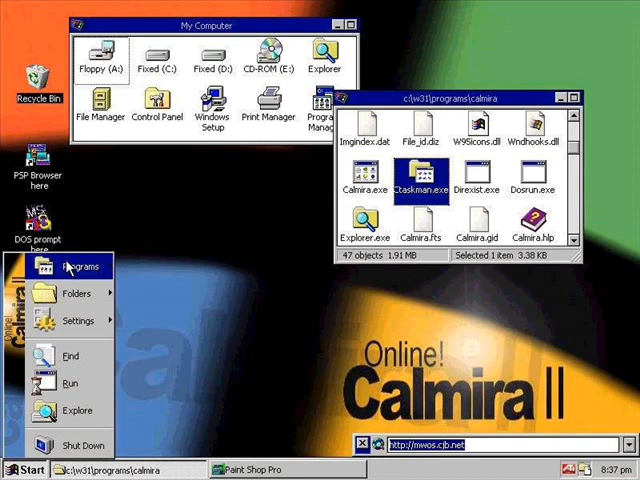 My Computer
Floppy (A:)
Fixed (C:)
Fixed (D:)
CD-ROM (E:)
Explorer
File Manager
Control Panel
Windows Setup
Print Manager
Recycle Bin
PSP Browser here
DOS prompt here
c:\w31\programs\calmira
Imgindex.dat
File_id.diz
W95icons.dll
Wndhooks.dll
Calmira.exe
Ctaskman.exe
Direxist.exe
Dosrun.exe
Explorer.exe
Calmira.fts
Calmira.gid
Calmira.hlp
47 objects 1.91 MB
Selected 1 item 3.38 KB
Programs
Folders
Settings
Find
Run
Explore
Shut Down
Online!
Calmira II
http://mwos.cjb.net
Start
c:\w31\programs\calmira
Paint Shop Pro
8:37 pm